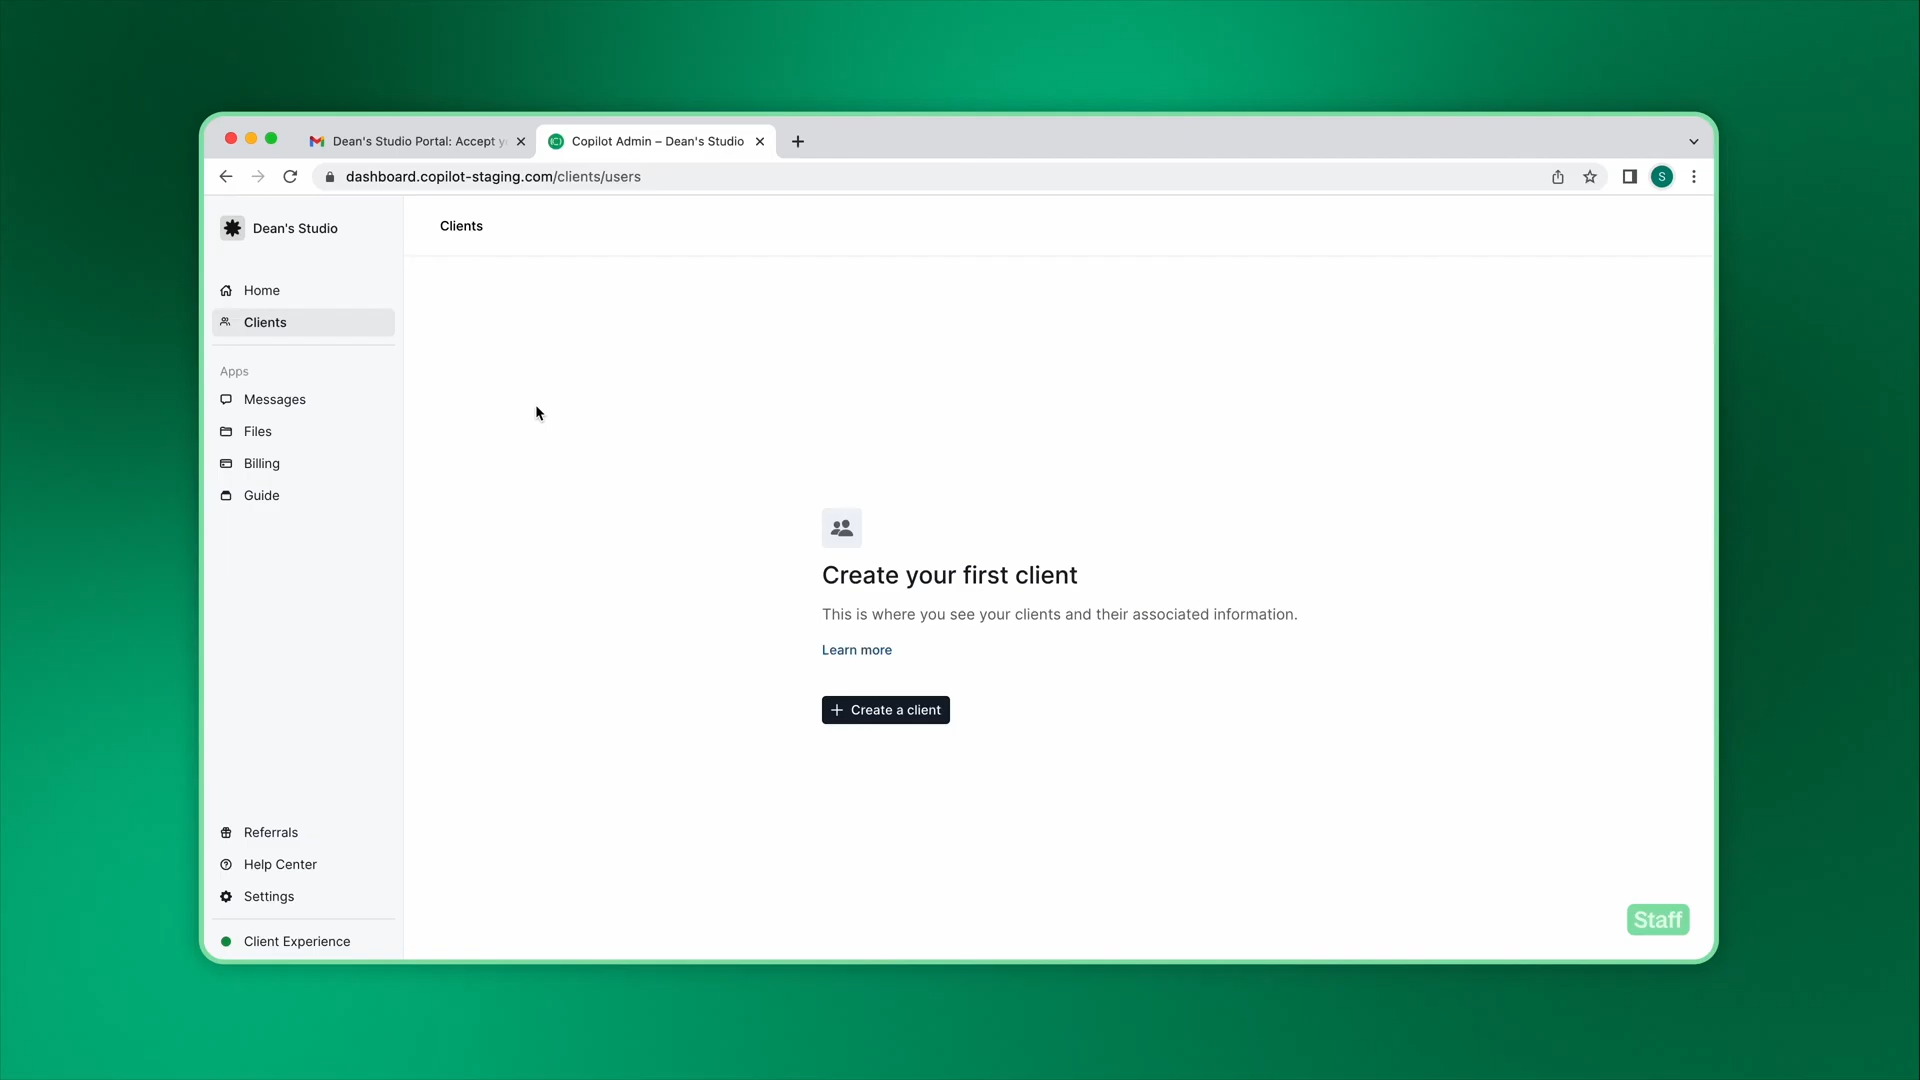 Dean's Studio Portal: Accept y
Copilot Admin – Dean's Studio
dashboard.copilot-staging.com/clients/users
S
Dean's Studio
Clients
Home
Clients
Apps
Messages
Files
Billing
Guide
Create your first client
This is where you see your clients and their associated information.
Learn more
+ Create a client
Referrals
Help Center
Settings
Client Experience
Staff